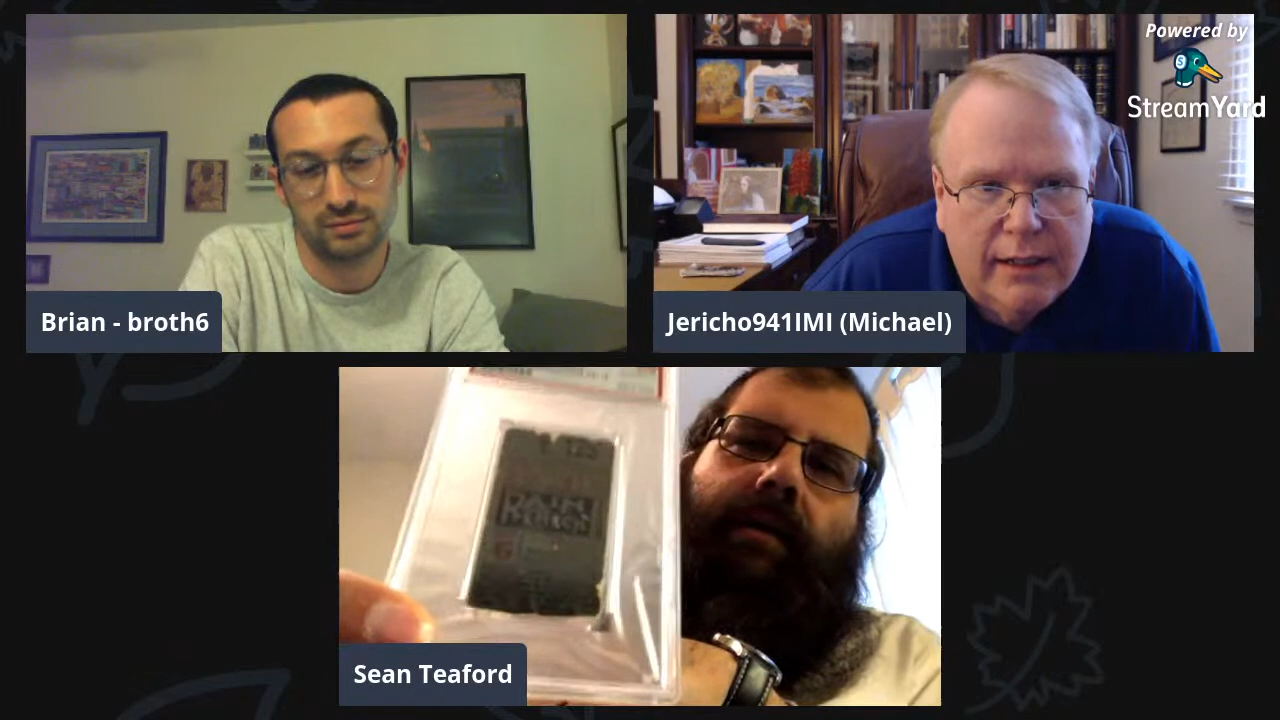 Powered by
StreamYard
Brian - broth6
Jericho941IMI (Michael)
Sean Teaford